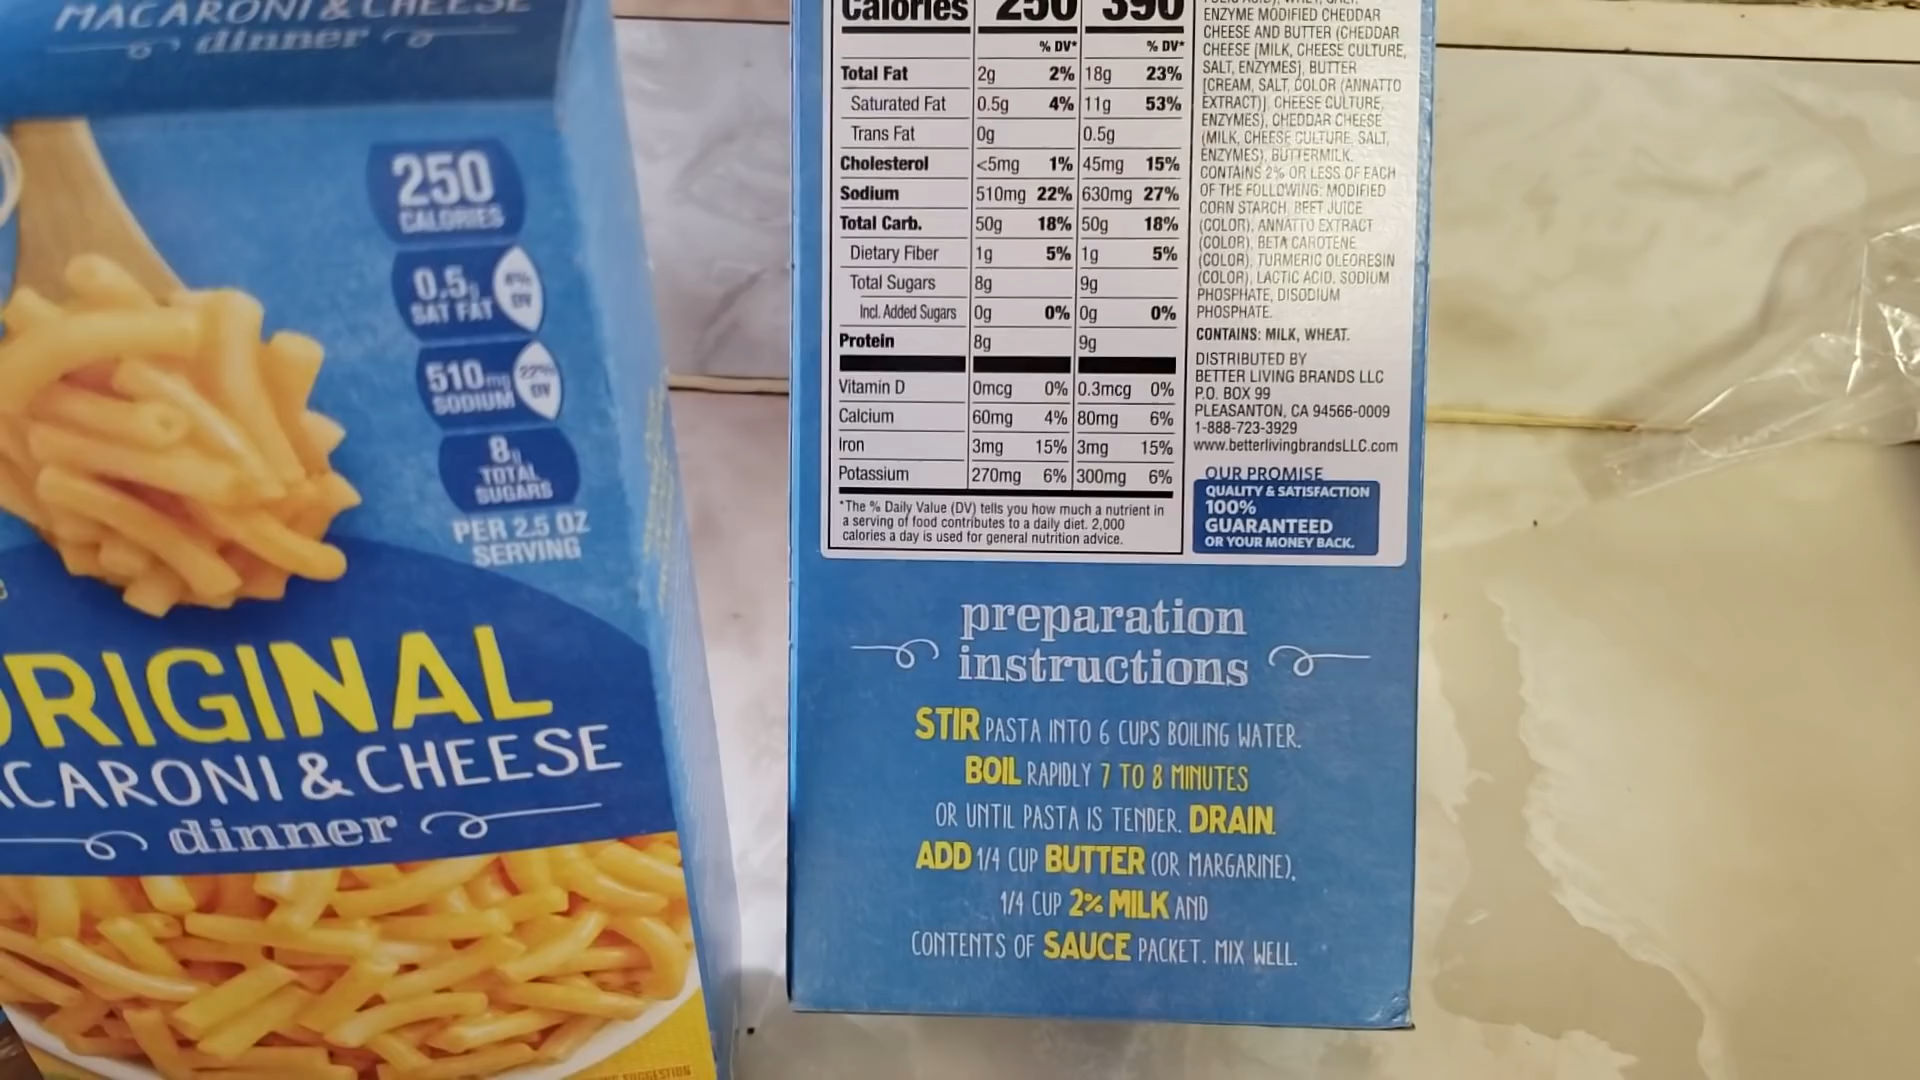 MACARONI & CHEESE
dinner
250
CALORIES
0.5g
SAT FAT
4%
DV
510mg
SODIUM
22%
DV
8g
TOTAL
SUGARS
PER 2.5 OZ
SERVING
ORIGINAL
MACARONI & CHEESE
dinner
SUGGESTION
Calories 250 390
% DV* % DV*
Total Fat 2g 2% 18g 23%
Saturated Fat 0.5g 4% 11g 53%
Trans Fat 0g 0.5g
Cholesterol <5mg 1% 45mg 15%
Sodium 510mg 22% 630mg 27%
Total Carb. 50g 18% 50g 18%
Dietary Fiber 1g 5% 1g 5%
Total Sugars 8g 9g
Incl. Added Sugars 0g 0% 0g 0%
Protein 8g 9g
Vitamin D 0mcg 0% 0.3mcg 0%
Calcium 60mg 4% 80mg 6%
Iron 3mg 15% 3mg 15%
Potassium 270mg 6% 300mg 6%
*The % Daily Value (DV) tells you how much a nutrient in
a serving of food contributes to a daily diet. 2,000
calories a day is used for general nutrition advice.
ENZYME MODIFIED CHEDDAR
CHEESE AND BUTTER (CHEDDAR
CHEESE [MILK, CHEESE CULTURE,
SALT, ENZYMES], BUTTER
[CREAM, SALT, COLOR (ANNATTO
EXTRACT)], CHEESE CULTURE,
ENZYMES), CHEDDAR CHEESE
(MILK, CHEESE CULTURE, SALT,
ENZYMES), BUTTERMILK.
CONTAINS 2% OR LESS OF EACH
OF THE FOLLOWING: MODIFIED
CORN STARCH, BEET JUICE
(COLOR), ANNATTO EXTRACT
(COLOR), BETA CAROTENE
(COLOR), TURMERIC OLEORESIN
(COLOR), LACTIC ACID, SODIUM
PHOSPHATE, DISODIUM
PHOSPHATE.
CONTAINS: MILK, WHEAT.
DISTRIBUTED BY
BETTER LIVING BRANDS LLC
P.O. BOX 99
PLEASANTON, CA 94566-0009
1-888-723-3929
www.betterlivingbrandsLLC.com
OUR PROMISE
QUALITY & SATISFACTION
100%
GUARANTEED
OR YOUR MONEY BACK.
preparation
instructions
STIR PASTA INTO 6 CUPS BOILING WATER.
BOIL RAPIDLY 7 TO 8 MINUTES
OR UNTIL PASTA IS TENDER. DRAIN.
ADD 1/4 CUP BUTTER (OR MARGARINE),
1/4 CUP 2% MILK AND
CONTENTS OF SAUCE PACKET. MIX WELL.